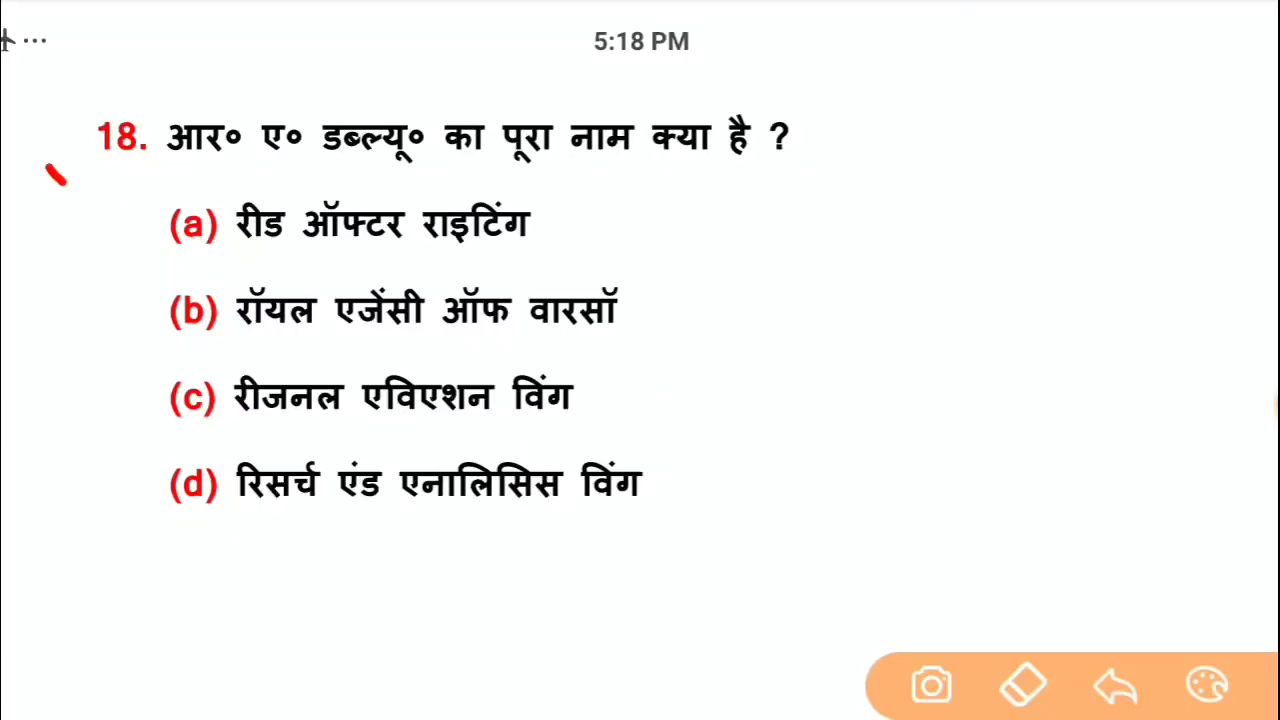 5:18 PM
18. आर॰ ए॰ डब्ल्यू॰ का पूरा नाम क्या है ?
(a) रीड ऑफ्टर राइटिंग
(b) रॉयल एजेंसी ऑफ वारसॉ
(c) रीजनल एविएशन विंग
(d) रिसर्च एंड एनालिसिस विंग